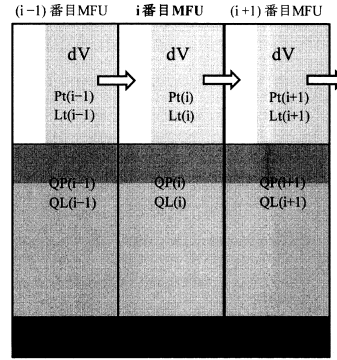 (i−1) 番目MFU i番目MFU (i+1) 番目MFU
dV dV dV
Pt(i−1) Pt(i) Pt(i+1)
Lt(i−1) Lt(i) Lt(i+1)
QP(i−1) QP(i) QP(i+1)
QL(i−1) QL(i) QL(i+1)